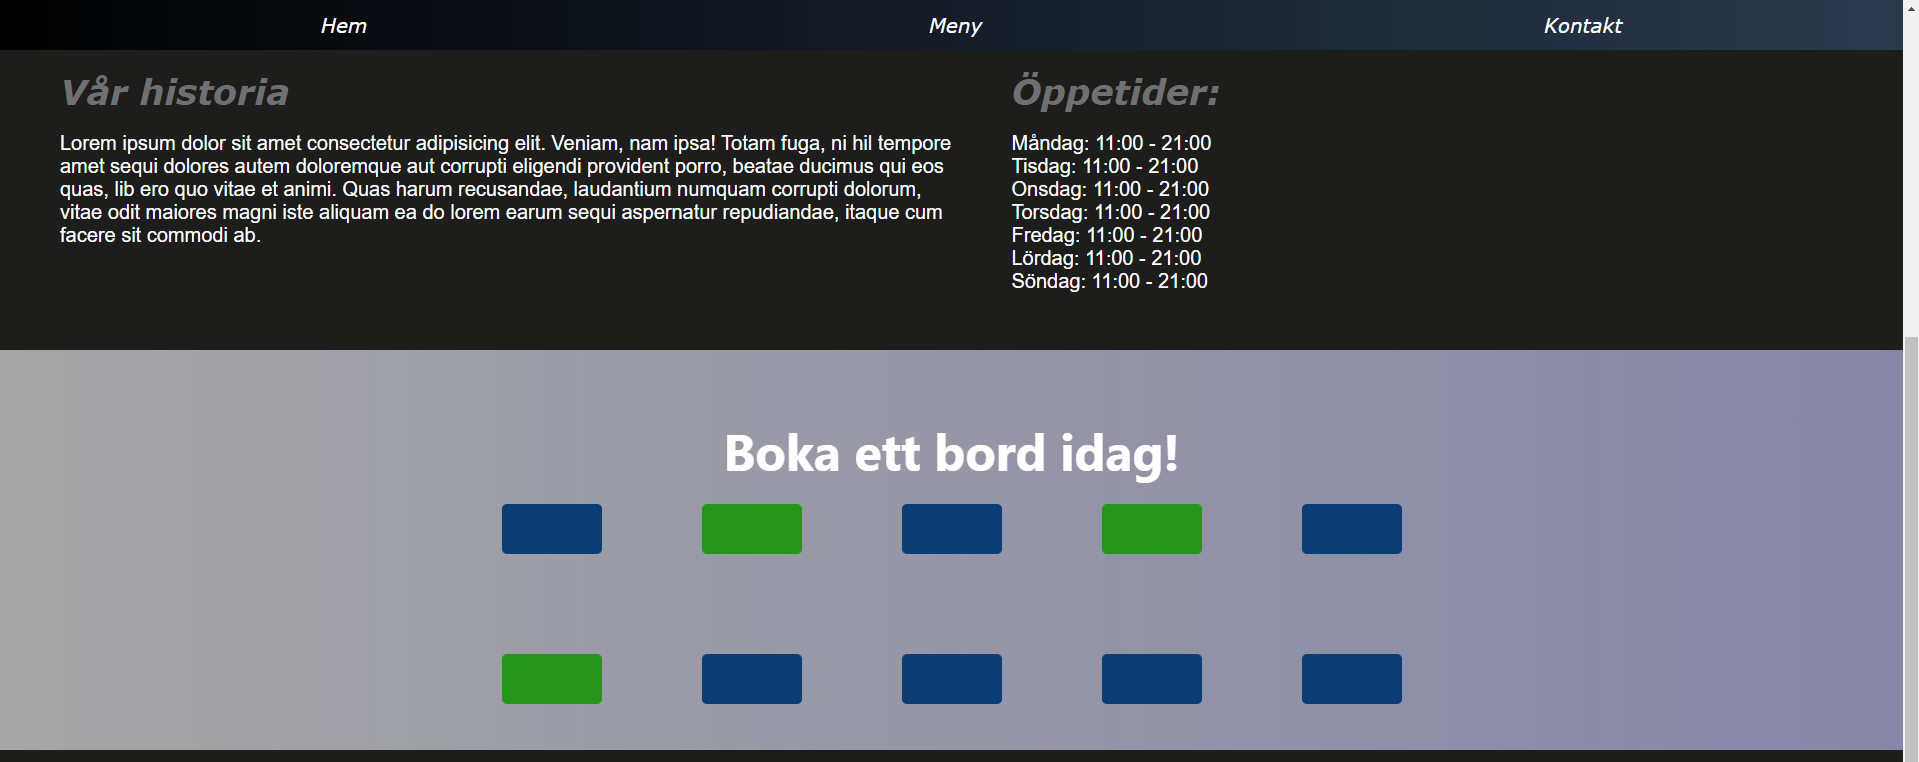 Hem Meny Kontakt
Vår historia
Lorem ipsum dolor sit amet consectetur adipisicing elit. Veniam, nam ipsa! Totam fuga, ni hil tempore
amet sequi dolores autem doloremque aut corrupti eligendi provident porro, beatae ducimus qui eos
quas, lib ero quo vitae et animi. Quas harum recusandae, laudantium numquam corrupti dolorum,
vitae odit maiores magni iste aliquam ea do lorem earum sequi aspernatur repudiandae, itaque cum
facere sit commodi ab.
Öppetider:
Måndag: 11:00 - 21:00
Tisdag: 11:00 - 21:00
Onsdag: 11:00 - 21:00
Torsdag: 11:00 - 21:00
Fredag: 11:00 - 21:00
Lördag: 11:00 - 21:00
Söndag: 11:00 - 21:00
Boka ett bord idag!